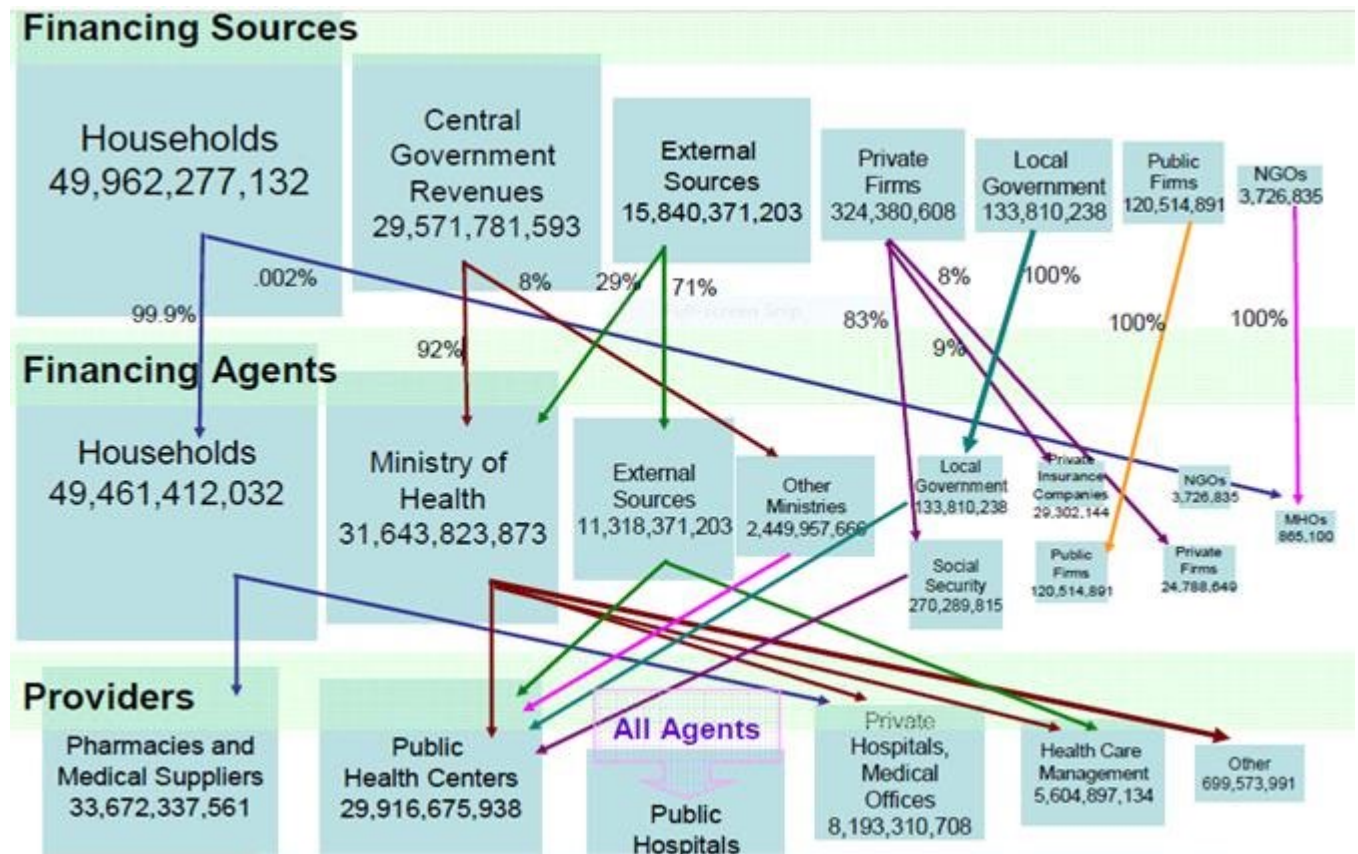 Financing Sources
Households
49,962,277,132
Central
Government
Revenues
29,571,781,593
External
Sources
15,840,371,203
Private
Firms
324,380,608
Local
Government
133,810,238
Public
Firms
120,514,891
NGOs
3,726,835
.002%
8%
29%
71%
8%
100%
99.9%
92%
83%
9%
100%
100%
Financing Agents
Households
49,461,412,032
Ministry of
Health
31,643,823,873
External
Sources
11,318,371,203
Other
Ministries
2,449,957,666
Local
Government
133,810,238
Private
Insurance
Companies
29,302,144
NGOs
3,726,835
MHOs
865,100
Social
Security
270,289,815
Public
Firms
120,514,891
Private
Firms
24,788,649
Providers
Pharmacies and
Medical Suppliers
33,672,337,561
Public
Health Centers
29,916,675,938
All Agents
Public
Hospitals
Private
Hospitals,
Medical
Offices
8,193,310,708
Health Care
Management
5,604,897,134
Other
699,573,991